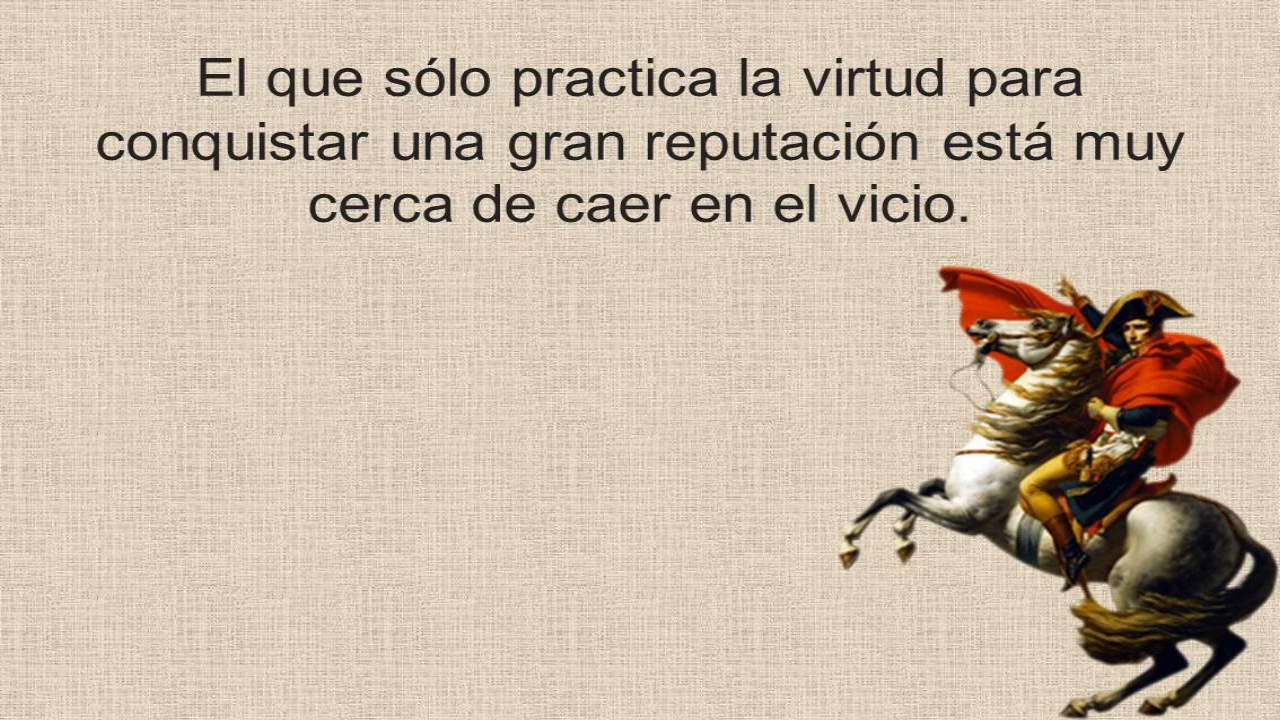 El que sólo practica la virtud para
conquistar una gran reputación está muy
cerca de caer en el vicio.